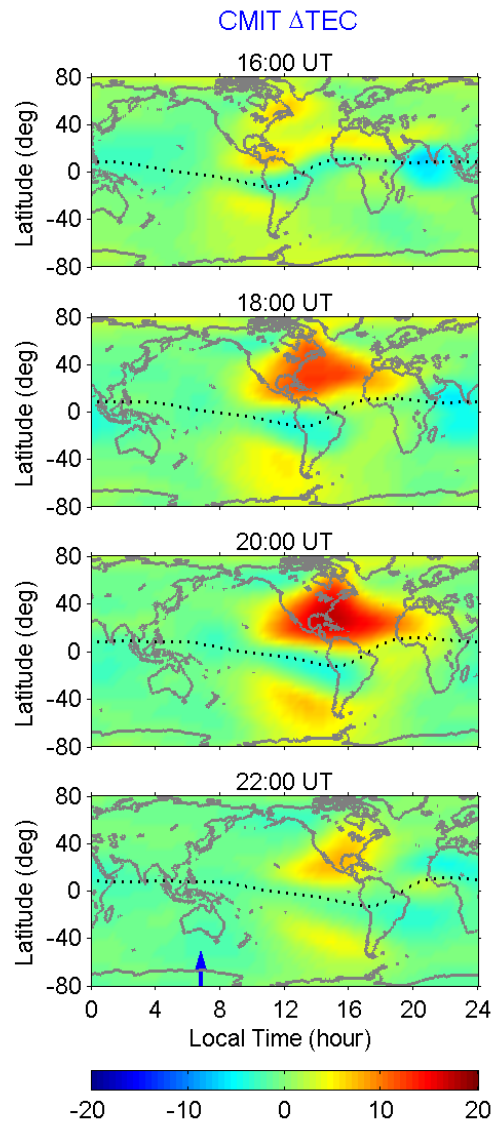 CMIT ΔTEC
16:00 UT
80
40
0
-40
-80
Latitude (deg)
18:00 UT
80
40
0
-40
-80
Latitude (deg)
20:00 UT
80
40
0
-40
-80
Latitude (deg)
22:00 UT
80
40
0
-40
-80
Latitude (deg)
0 4 8 12 16 20 24
Local Time (hour)
-20 -10 0 10 20